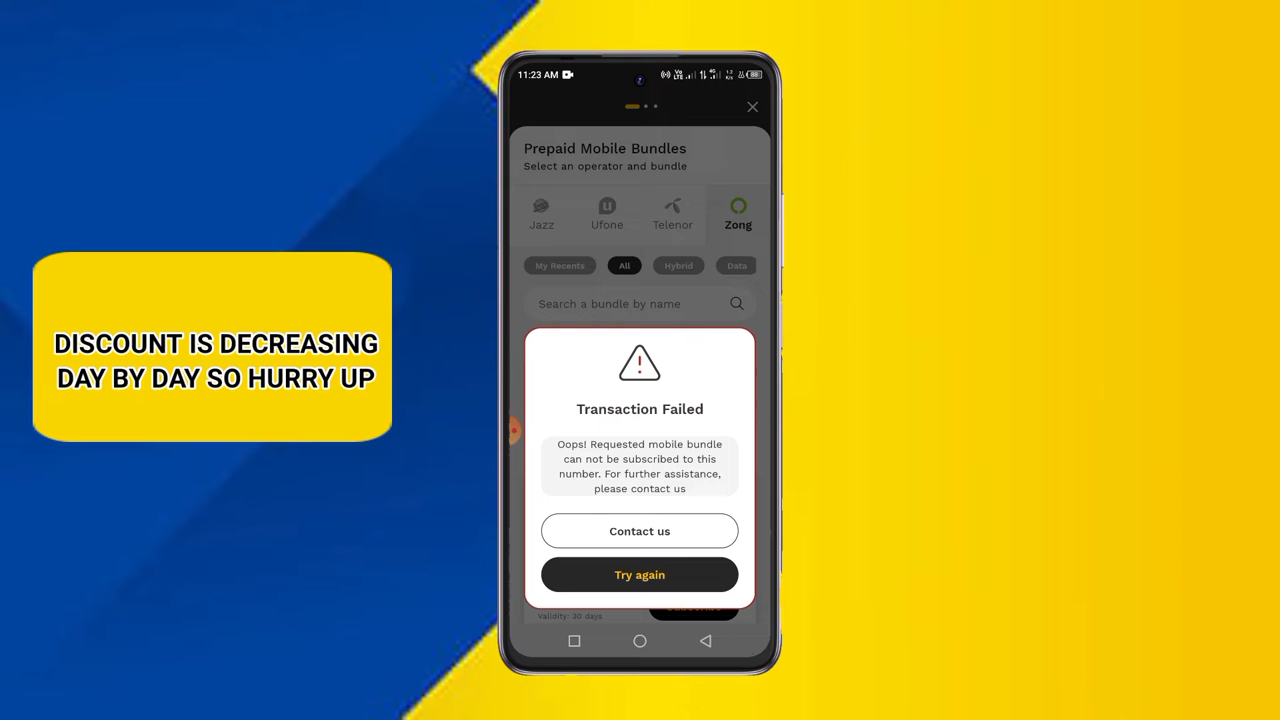 11:23 AM
Prepaid Mobile Bundles
Select an operator and bundle
Jazz
Ufone
Telenor
Zong
My Recents
All
Hybrid
Data
Search a bundle by name
DISCOUNT IS DECREASING
DAY BY DAY SO HURRY UP
Transaction Failed
Oops! Requested mobile bundle
can not be subscribed to this
number. For further assistance,
please contact us
Contact us
Try again
Validity: 30 days